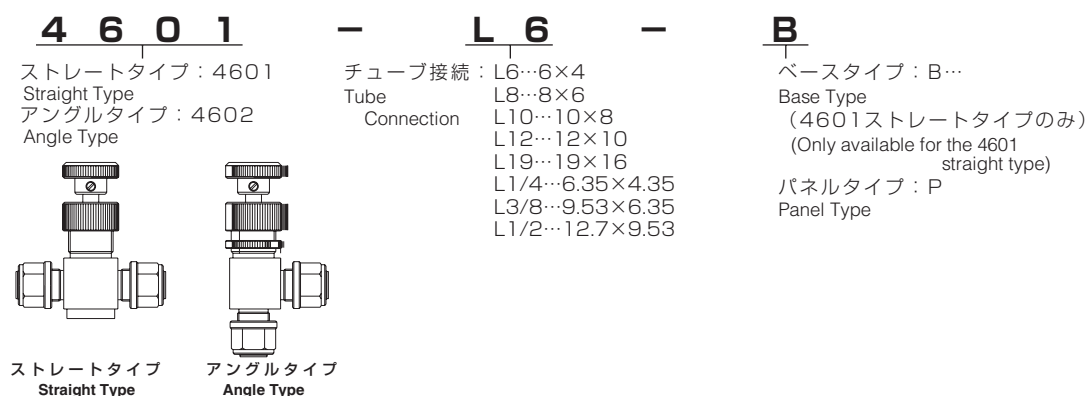 4601 － L6 － B
ストレートタイプ：4601
Straight Type
アングルタイプ：4602
Angle Type
チューブ接続：L6…6×4
Tube
Connection
L8…8×6
L10…10×8
L12…12×10
L19…19×16
L1/4…6.35×4.35
L3/8…9.53×6.35
L1/2…12.7×9.53
ベースタイプ：B…
Base Type
（4601ストレートタイプのみ）
(Only available for the 4601
straight type)
パネルタイプ：P
Panel Type
ストレートタイプ
Straight Type
アングルタイプ
Angle Type